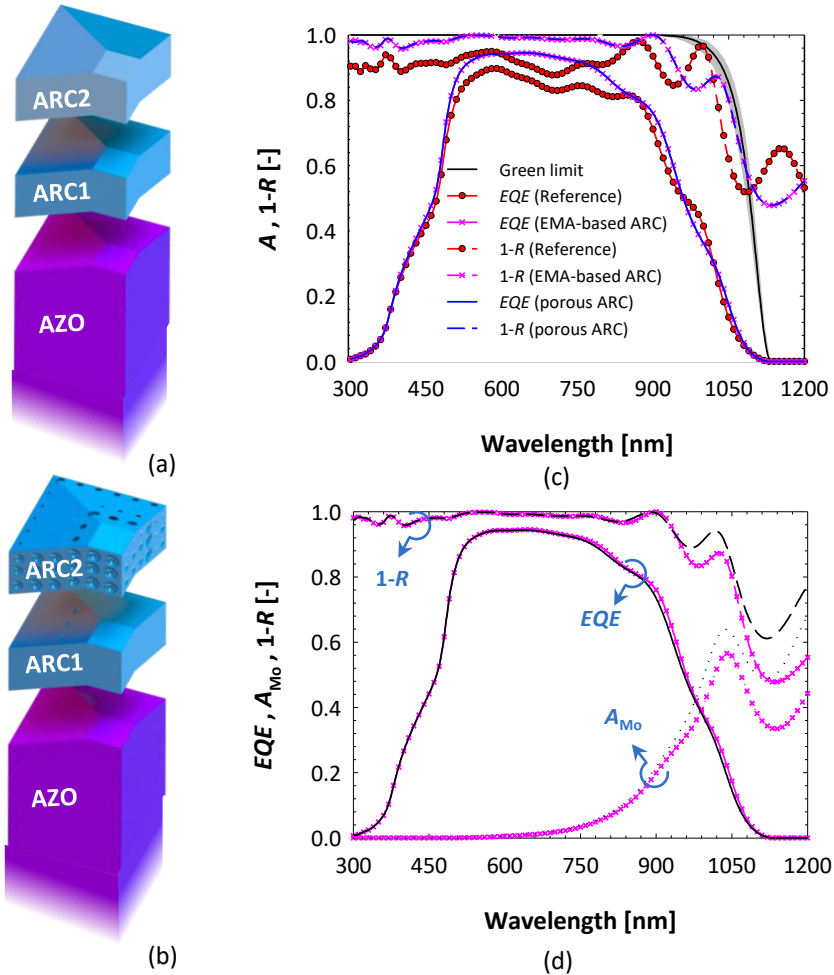 ARC2
ARC1
AZO
(a)
1.0
0.8
0.6
0.4
0.2
0.0
A , 1-R [-]
Green limit
EQE (Reference)
EQE (EMA-based ARC)
1-R (Reference)
1-R (EMA-based ARC)
EQE (porous ARC)
1-R (porous ARC)
300 450 600 750 900 1050 1200
Wavelength [nm]
(c)
ARC2
ARC1
AZO
(b)
1.0
0.8
0.6
0.4
0.2
0.0
EQE , AMo , 1-R [-]
1-R
EQE
AMo
300 450 600 750 900 1050 1200
Wavelength [nm]
(d)